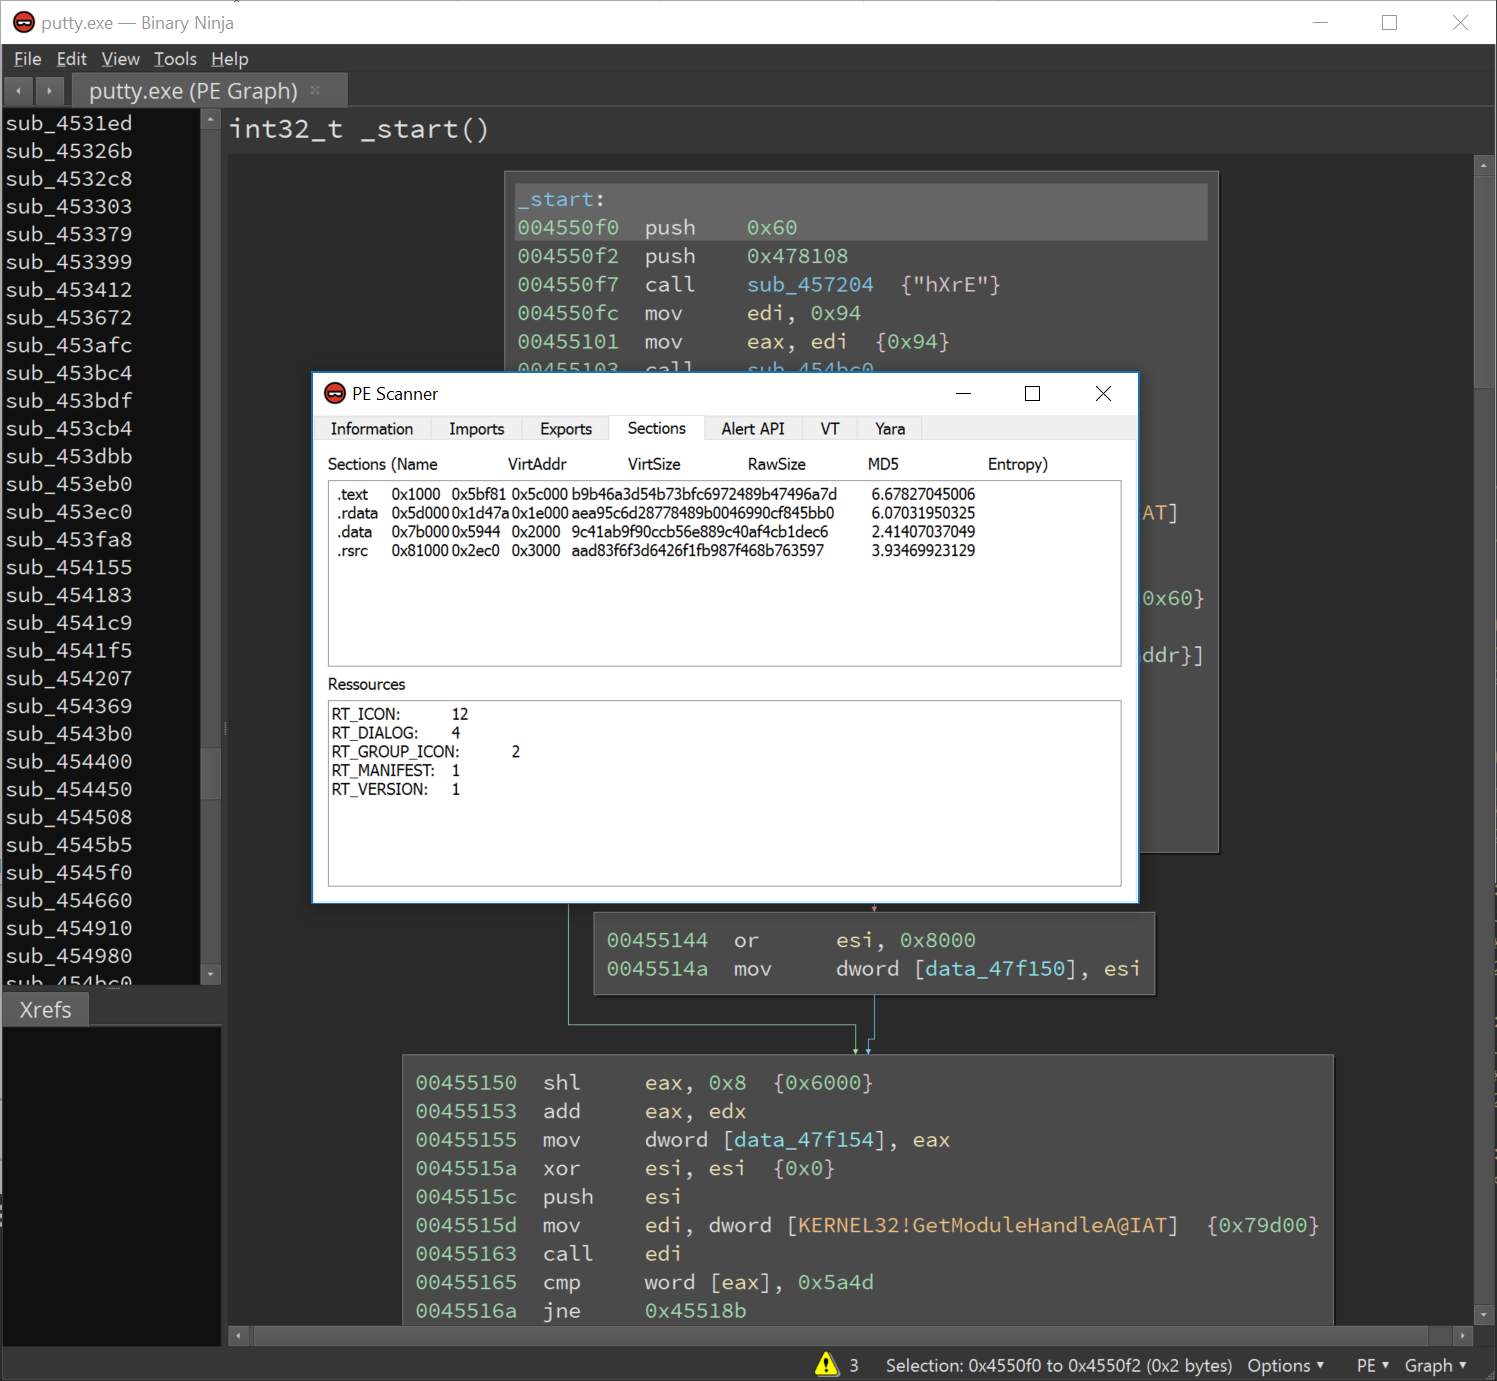 putty.exe — Binary Ninja
File Edit View Tools Help
putty.exe (PE Graph)
sub_4531ed
sub_45326b
sub_4532c8
sub_453303
sub_453379
sub_453399
sub_453412
sub_453672
sub_453afc
sub_453bc4
sub_453bdf
sub_453cb4
sub_453dbb
sub_453eb0
sub_453ec0
sub_453fa8
sub_454155
sub_454183
sub_4541c9
sub_4541f5
sub_454207
sub_454369
sub_4543b0
sub_454400
sub_454450
sub_454508
sub_4545b5
sub_4545f0
sub_454660
sub_454910
sub_454980
sub_454bc0
Xrefs
int32_t _start()
_start:
004550f0 push 0x60
004550f2 push 0x478108
004550f7 call sub_457204 {"hXrE"}
004550fc mov edi, 0x94
00455101 mov eax, edi {0x94}
00455103 call sub_454bc0
AT]
0x60}
ddr}]
PE Scanner
Information Imports Exports Sections Alert API VT Yara
Sections (Name VirtAddr VirtSize RawSize MD5 Entropy)
.text 0x1000 0x5bf81 0x5c000 b9b46a3d54b73bfc6972489b47496a7d 6.67827045006
.rdata 0x5d000 0x1d47a 0x1e000 aea95c6d28778489b0046990cf845bb0 6.07031950325
.data 0x7b000 0x5944 0x2000 9c41ab9f90ccb56e889c40af4cb1dec6 2.41407037049
.rsrc 0x81000 0x2ec0 0x3000 aad83f6f3d6426f1fb987f468b763597 3.93469923129
Ressources
RT_ICON: 12
RT_DIALOG: 4
RT_GROUP_ICON: 2
RT_MANIFEST: 1
RT_VERSION: 1
00455144 or esi, 0x8000
0045514a mov dword [data_47f150], esi
00455150 shl eax, 0x8 {0x6000}
00455153 add eax, edx
00455155 mov dword [data_47f154], eax
0045515a xor esi, esi {0x0}
0045515c push esi
0045515d mov edi, dword [KERNEL32!GetModuleHandleA@IAT] {0x79d00}
00455163 call edi
00455165 cmp word [eax], 0x5a4d
0045516a jne 0x45518b
3 Selection: 0x4550f0 to 0x4550f2 (0x2 bytes) Options PE Graph